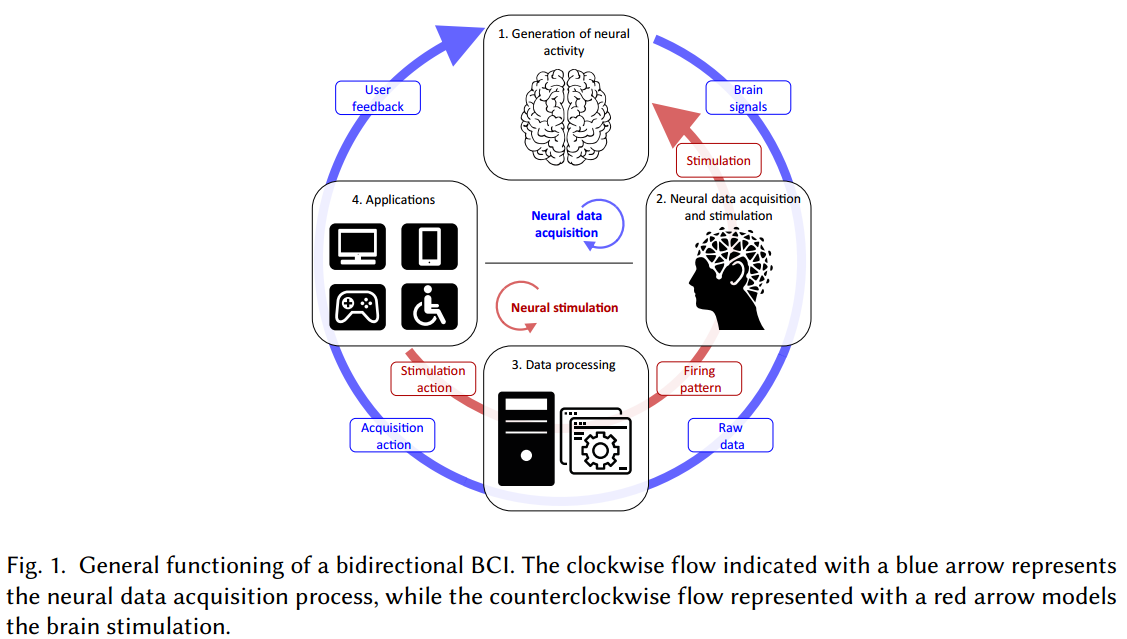 1. Generation of neural
activity
User
feedback
Brain
signals
Stimulation
4. Applications
2. Neural data acquisition
and stimulation
Neural data
acquisition
Neural stimulation
3. Data processing
Stimulation
action
Firing
pattern
Acquisition
action
Raw
data
Fig. 1. General functioning of a bidirectional BCI. The clockwise flow indicated with a blue arrow represents
the neural data acquisition process, while the counterclockwise flow represented with a red arrow models
the brain stimulation.